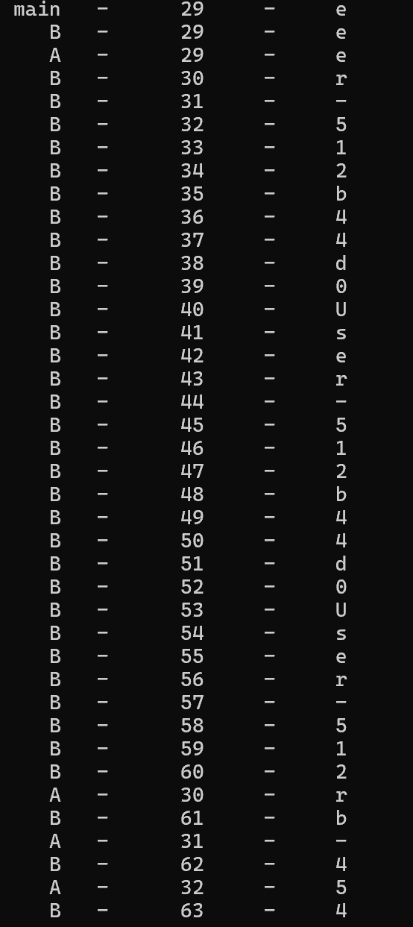 main - 29 - e
B - 29 - e
A - 29 - e
B - 30 - r
B - 31 - -
B - 32 - 5
B - 33 - 1
B - 34 - 2
B - 35 - b
B - 36 - 4
B - 37 - 4
B - 38 - d
B - 39 - 0
B - 40 - U
B - 41 - s
B - 42 - e
B - 43 - r
B - 44 - -
B - 45 - 5
B - 46 - 1
B - 47 - 2
B - 48 - b
B - 49 - 4
B - 50 - 4
B - 51 - d
B - 52 - 0
B - 53 - U
B - 54 - s
B - 55 - e
B - 56 - r
B - 57 - -
B - 58 - 5
B - 59 - 1
B - 60 - 2
A - 30 - r
B - 61 - b
A - 31 - -
B - 62 - 4
A - 32 - 5
B - 63 - 4